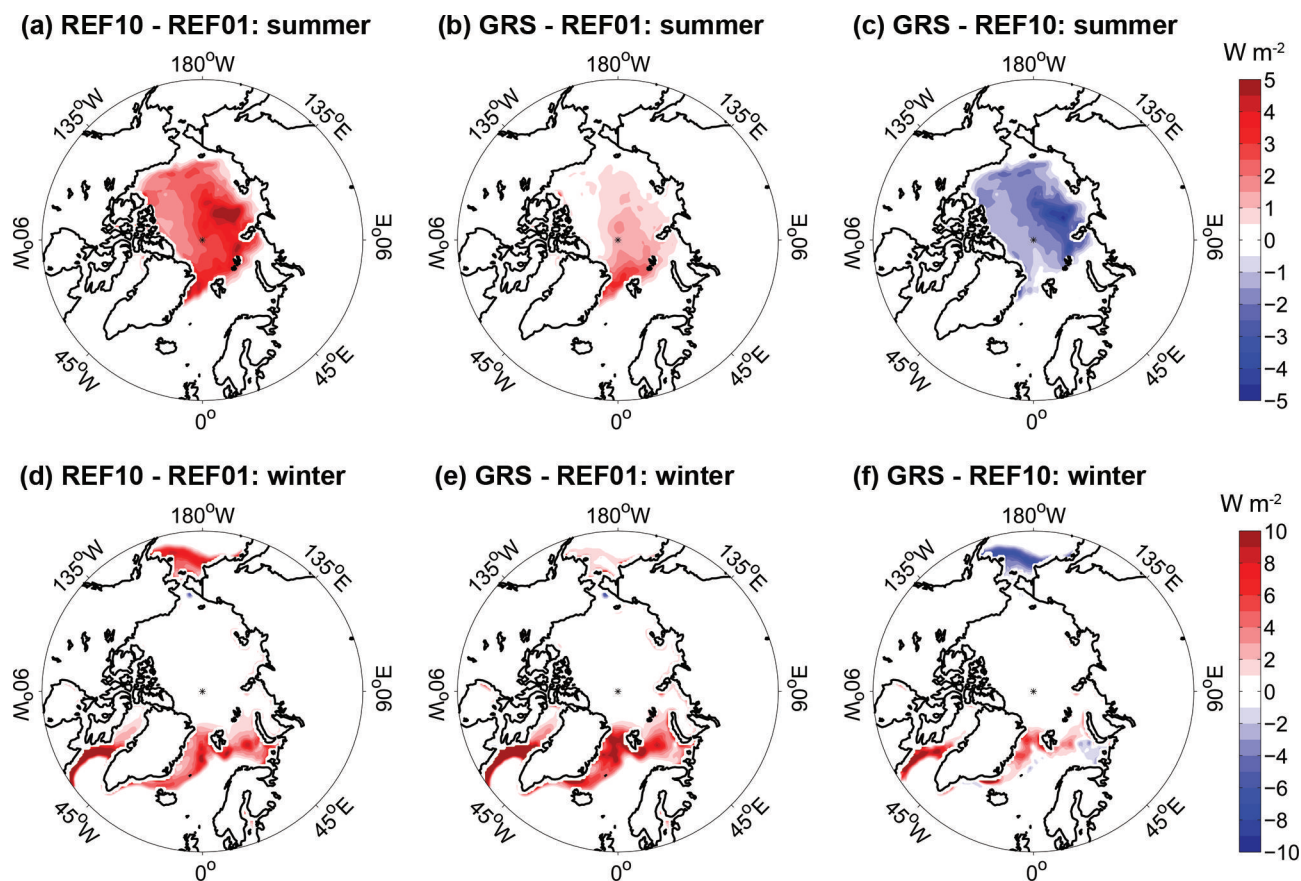 (a) REF10 - REF01: summer
(b) GRS - REF01: summer
(c) GRS - REF10: summer
180°W
135°W
135°E
90°W
90°E
45°W
45°E
0°
180°W
135°W
135°E
90°W
90°E
45°W
45°E
0°
180°W
135°W
135°E
90°W
90°E
45°W
45°E
0°
W m⁻²
5
4
3
2
1
0
−1
−2
−3
−4
−5
(d) REF10 - REF01: winter
(e) GRS - REF01: winter
(f) GRS - REF10: winter
180°W
135°W
135°E
90°W
90°E
45°W
45°E
0°
180°W
135°W
135°E
90°W
90°E
45°W
45°E
0°
180°W
135°W
135°E
90°W
90°E
45°W
45°E
0°
W m⁻²
10
8
6
4
2
0
−2
−4
−6
−8
−10